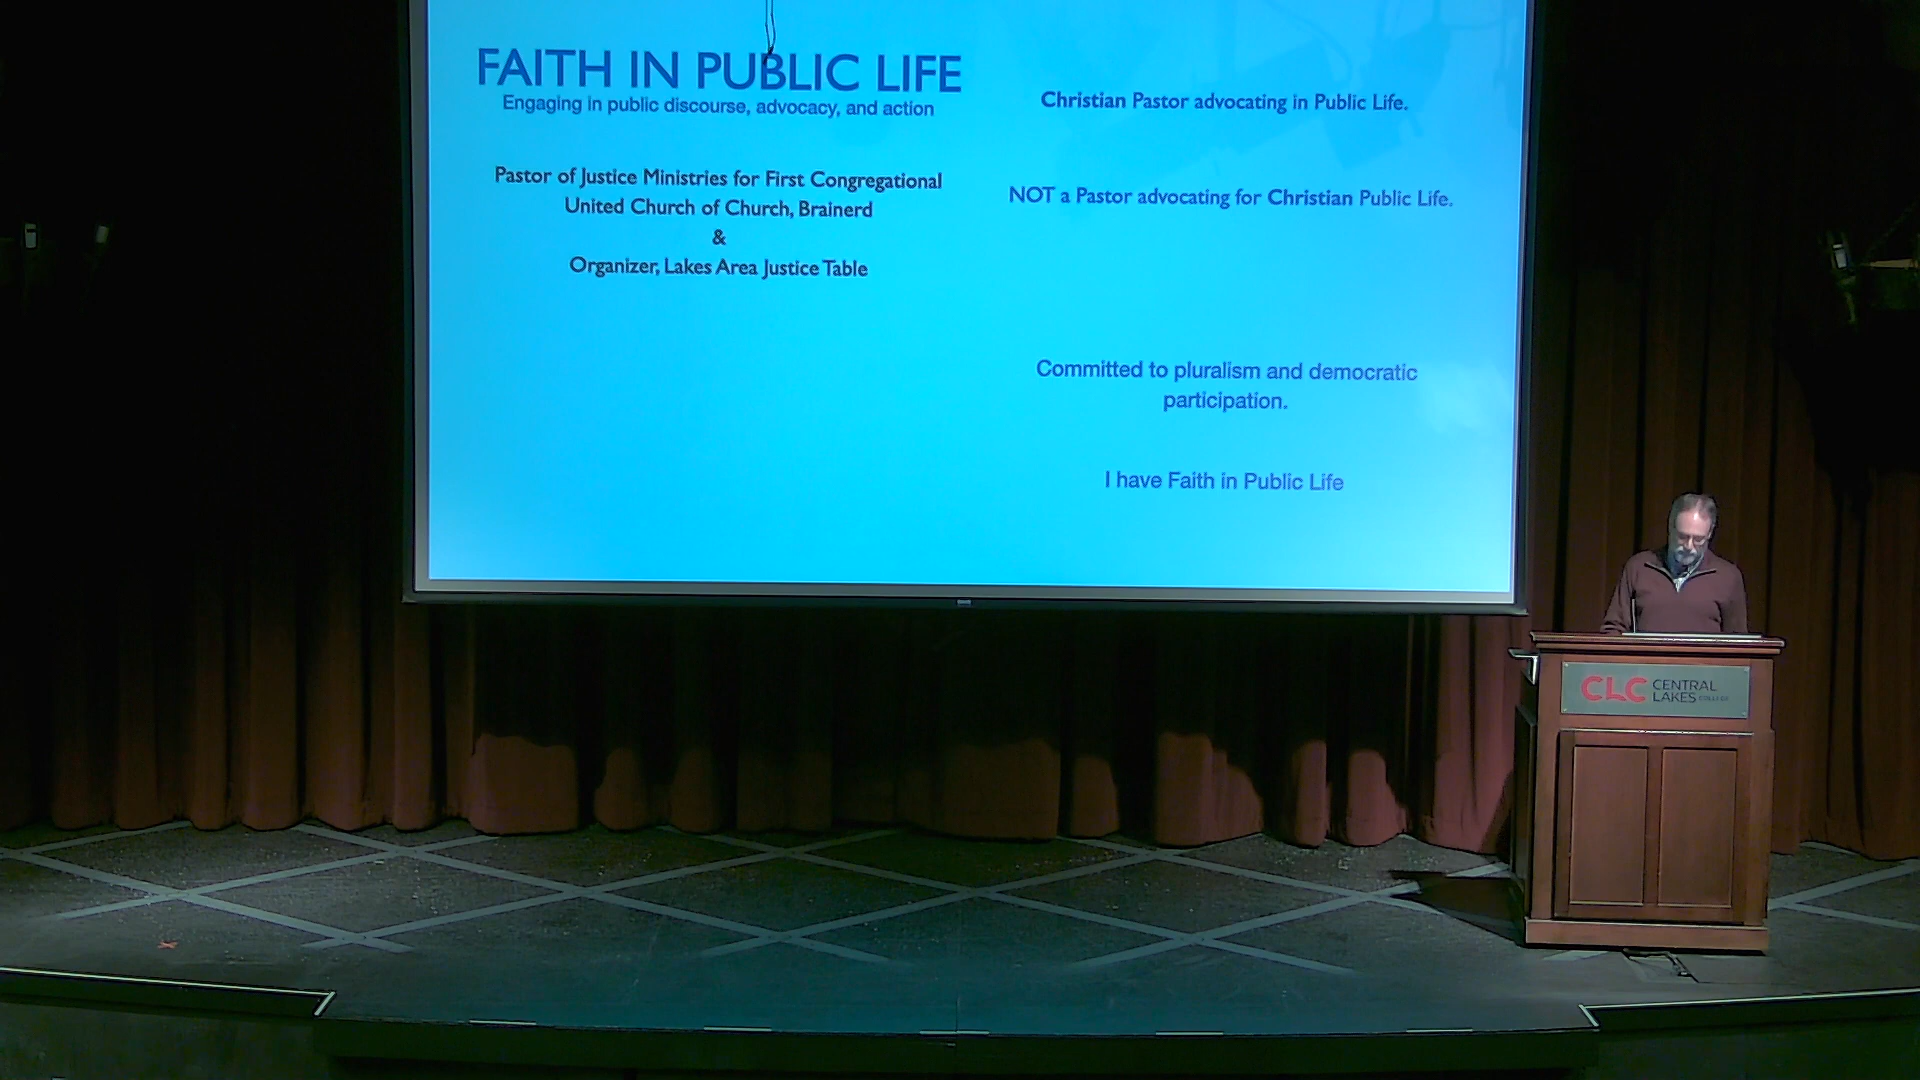 FAITH IN PUBLIC LIFE
Engaging in public discourse, advocacy, and action
Pastor of Justice Ministries for First Congregational
United Church of Church, Brainerd
&
Organizer, Lakes Area Justice Table
Christian Pastor advocating in Public Life.
NOT a Pastor advocating for Christian Public Life.
Committed to pluralism and democratic
participation.
I have Faith in Public Life
CLC CENTRAL
LAKES COLLEGE